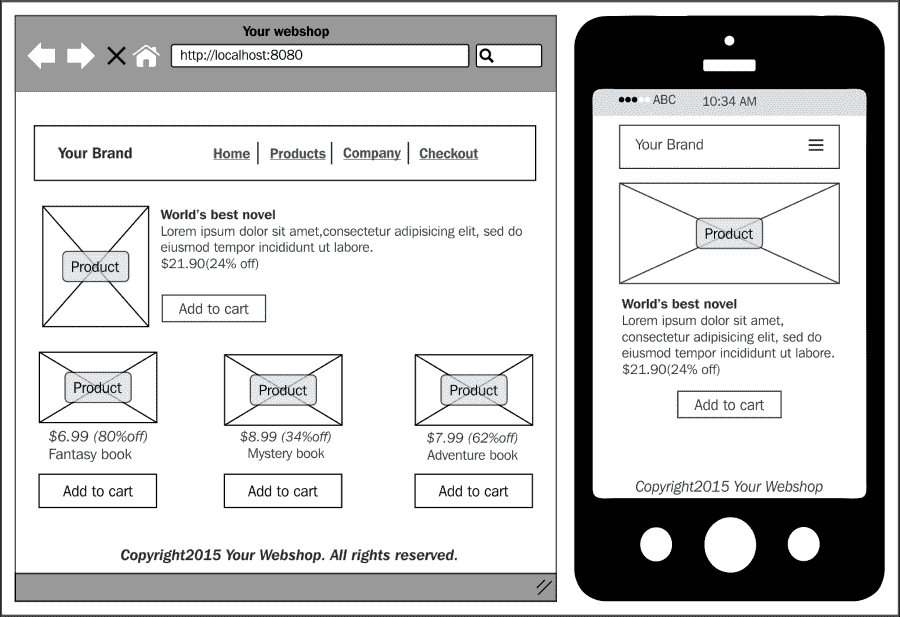 Your webshop
http://localhost:8080
Your Brand
Home
Products
Company
Checkout
Product
World's best novel
Lorem ipsum dolor sit amet,consectetur adipisicing elit, sed do
eiusmod tempor incididunt ut labore.
$21.90(24% off)
Add to cart
Product
Product
Product
$6.99 (80%off)
Fantasy book
$8.99 (34%off)
Mystery book
$7.99 (62%off)
Adventure book
Add to cart
Add to cart
Add to cart
Copyright2015 Your Webshop. All rights reserved.
ABC
10:34 AM
Your Brand
Product
World's best novel
Lorem ipsum dolor sit amet,
consectetur adipisicing elit, sed do
eiusmod tempor incididunt ut labore.
$21.90(24% off)
Add to cart
Copyright2015 Your Webshop